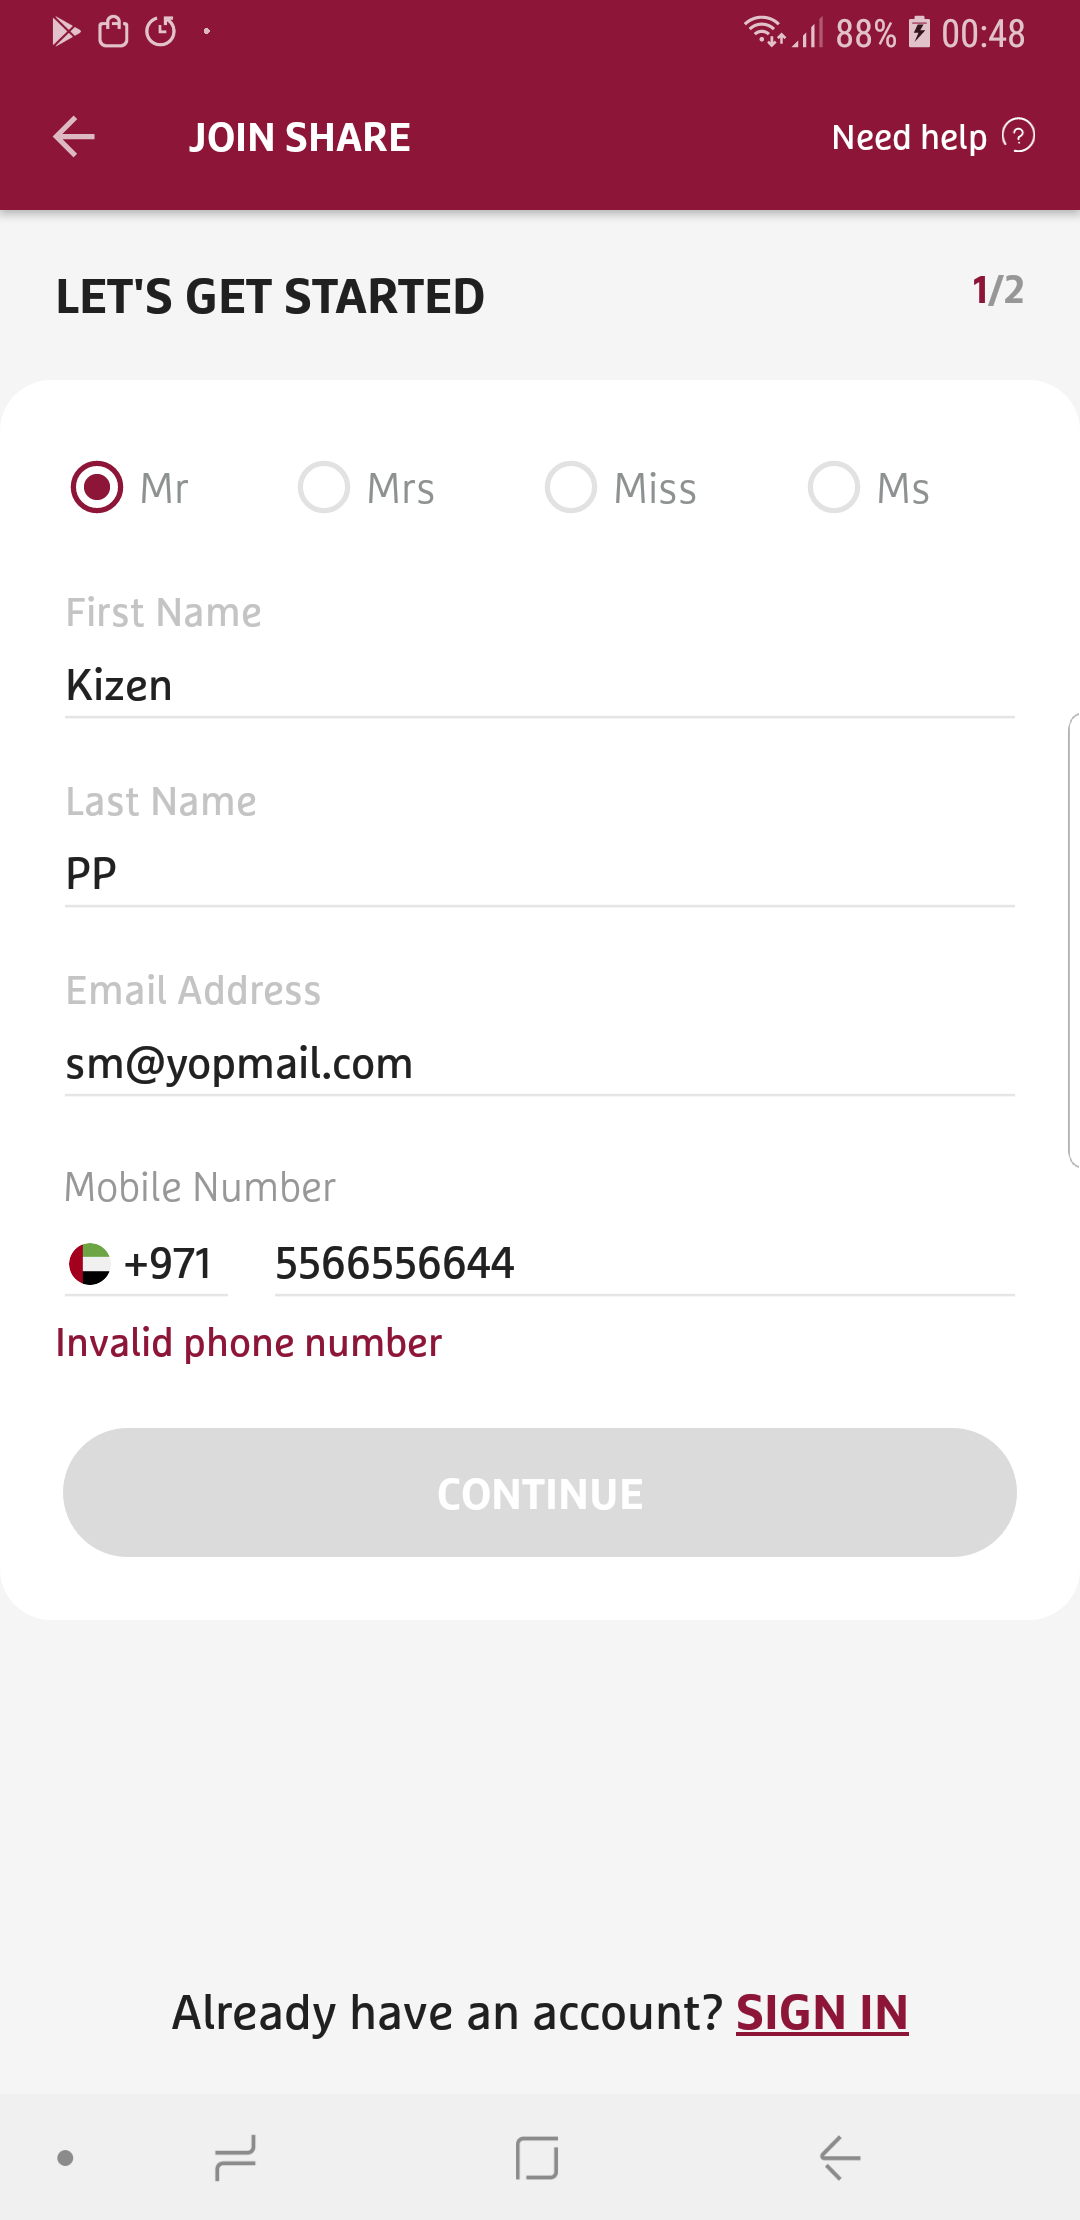 88% 00:48
JOIN SHARE Need help ?
LET'S GET STARTED 1/2
Mr Mrs Miss Ms
First Name
Kizen
Last Name
PP
Email Address
sm@yopmail.com
Mobile Number
+971 5566556644
Invalid phone number
CONTINUE
Already have an account? SIGN IN